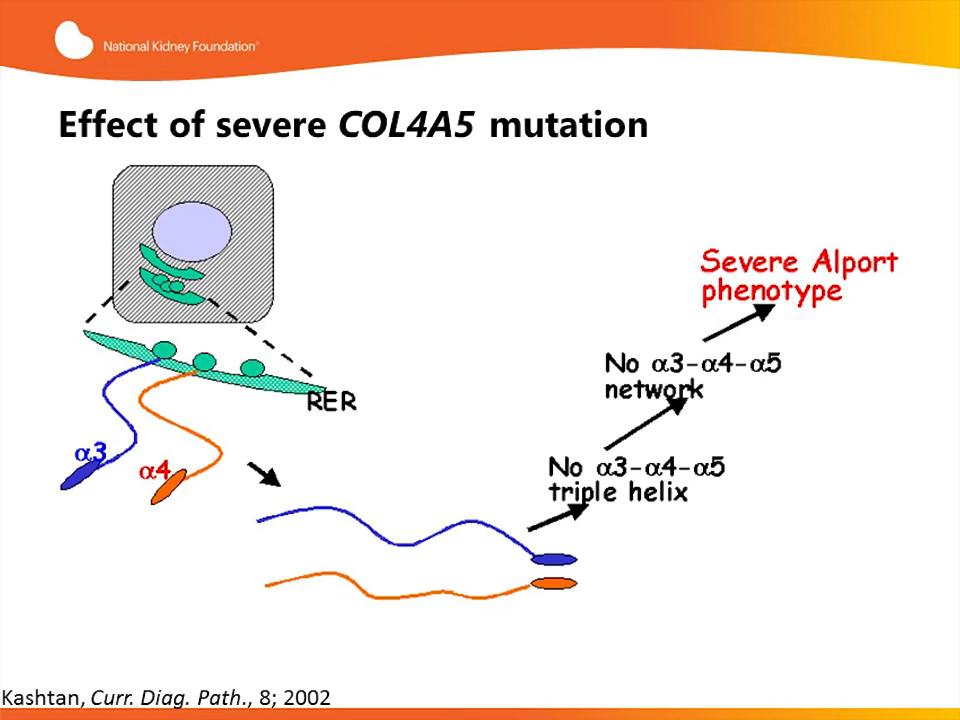 National Kidney Foundation®
Effect of severe COL4A5 mutation
Severe Alport
phenotype
No α3-α4-α5
network
RER
α3
α4
No α3-α4-α5
triple helix
Kashtan, Curr. Diag. Path., 8; 2002